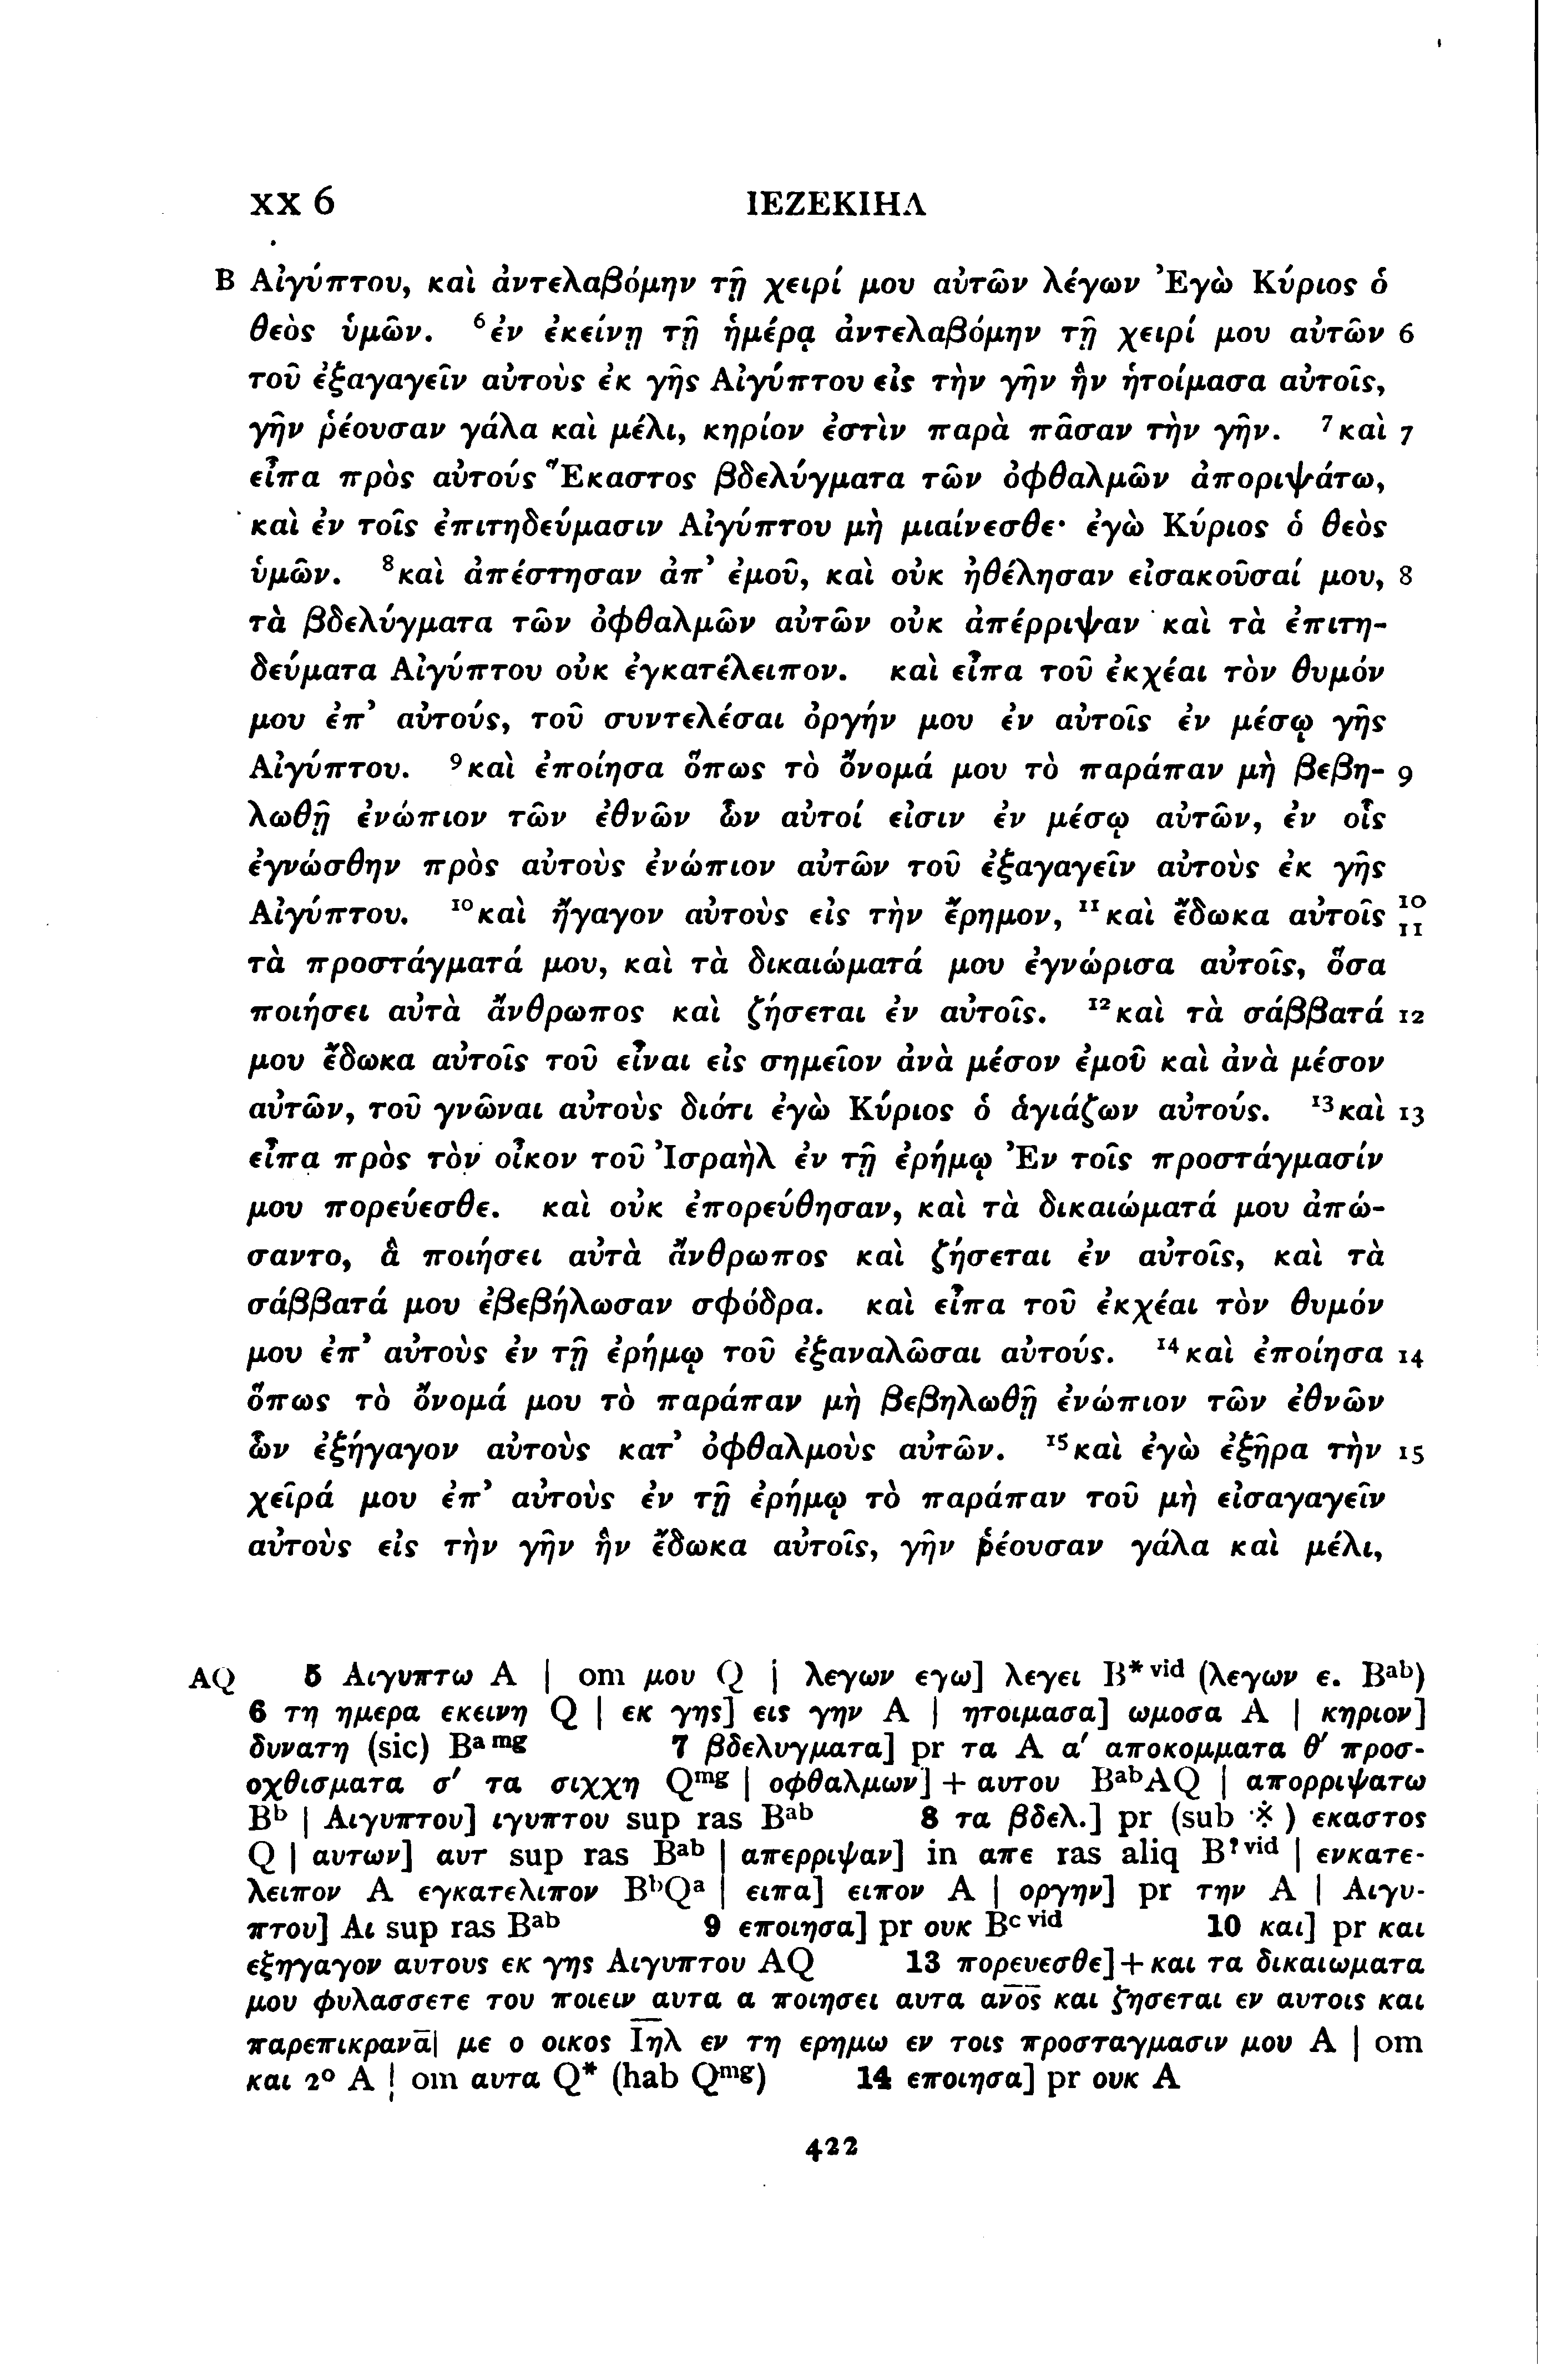 XX 6 ΙΕΖΕΚΙΗΛ
B Αἰγύπτου, καὶ ἀντελαβόμην τῇ χειρί μου αὐτῶν λέγων Ἐγὼ Κύριος ὁ
θεὸς ὑμῶν. ⁶ἐν ἐκείνῃ τῇ ἡμέρᾳ ἀντελαβόμην τῇ χειρί μου αὐτῶν 6
τοῦ ἐξαγαγεῖν αὐτοὺς ἐκ γῆς Αἰγύπτου εἰς τὴν γῆν ἣν ἡτοίμασα αὐτοῖς,
γῆν ῥέουσαν γάλα καὶ μέλι, κηρίον ἐστὶν παρὰ πᾶσαν τὴν γῆν. ⁷καὶ 7
εἶπα πρὸς αὐτούς Ἕκαστος βδελύγματα τῶν ὀφθαλμῶν ἀποριψάτω,
καὶ ἐν τοῖς ἐπιτηδεύμασιν Αἰγύπτου μὴ μιαίνεσθε· ἐγὼ Κύριος ὁ θεὸς
ὑμῶν. ⁸καὶ ἀπέστησαν ἀπ᾽ ἐμοῦ, καὶ οὐκ ἠθέλησαν εἰσακοῦσαί μου, 8
τὰ βδελύγματα τῶν ὀφθαλμῶν αὐτῶν οὐκ ἀπέρριψαν καὶ τὰ ἐπιτη-
δεύματα Αἰγύπτου οὐκ ἐγκατέλειπον. καὶ εἶπα τοῦ ἐκχέαι τὸν θυμόν
μου ἐπ᾽ αὐτούς, τοῦ συντελέσαι ὀργήν μου ἐν αὐτοῖς ἐν μέσῳ γῆς
Αἰγύπτου. ⁹καὶ ἐποίησα ὅπως τὸ ὄνομά μου τὸ παράπαν μὴ βεβη- 9
λωθῇ ἐνώπιον τῶν ἐθνῶν ὧν αὐτοί εἰσιν ἐν μέσῳ αὐτῶν, ἐν οἷς
ἐγνώσθην πρὸς αὐτοὺς ἐνώπιον αὐτῶν τοῦ ἐξαγαγεῖν αὐτοὺς ἐκ γῆς
Αἰγύπτου. ¹⁰καὶ ἤγαγον αὐτοὺς εἰς τὴν ἔρημον, ¹¹καὶ ἔδωκα αὐτοῖς 10 11
τὰ προστάγματά μου, καὶ τὰ δικαιώματά μου ἐγνώρισα αὐτοῖς, ὅσα
ποιήσει αὐτὰ ἄνθρωπος καὶ ζήσεται ἐν αὐτοῖς. ¹²καὶ τὰ σάββατά 12
μου ἔδωκα αὐτοῖς τοῦ εἶναι εἰς σημεῖον ἀνὰ μέσον ἐμοῦ καὶ ἀνὰ μέσον
αὐτῶν, τοῦ γνῶναι αὐτοὺς διότι ἐγὼ Κύριος ὁ ἁγιάζων αὐτούς. ¹³καὶ 13
εἶπα πρὸς τὸν οἶκον τοῦ Ἰσραὴλ ἐν τῇ ἐρήμῳ Ἐν τοῖς προστάγμασίν
μου πορεύεσθε. καὶ οὐκ ἐπορεύθησαν, καὶ τὰ δικαιώματά μου ἀπώ-
σαντο, ἃ ποιήσει αὐτὰ ἄνθρωπος καὶ ζήσεται ἐν αὐτοῖς, καὶ τὰ
σάββατά μου ἐβεβήλωσαν σφόδρα. καὶ εἶπα τοῦ ἐκχέαι τὸν θυμόν
μου ἐπ᾽ αὐτοὺς ἐν τῇ ἐρήμῳ τοῦ ἐξαναλῶσαι αὐτούς. ¹⁴καὶ ἐποίησα 14
ὅπως τὸ ὄνομά μου τὸ παράπαν μὴ βεβηλωθῇ ἐνώπιον τῶν ἐθνῶν
ὧν ἐξήγαγον αὐτοὺς κατ᾽ ὀφθαλμοὺς αὐτῶν. ¹⁵καὶ ἐγὼ ἐξῆρα τὴν 15
χεῖρά μου ἐπ᾽ αὐτοὺς ἐν τῇ ἐρήμῳ τὸ παράπαν τοῦ μὴ εἰσαγαγεῖν
αὐτοὺς εἰς τὴν γῆν ἣν ἔδωκα αὐτοῖς, γῆν ῥέουσαν γάλα καὶ μέλι,
AQ 5 Αιγυπτω A | om μου Q | λεγων εγω] λεγει B*ᵛⁱᵈ (λεγων ε. Bᵃᵇ)
6 τη ημερα εκεινη Q | εκ γης] εις γην A | ητοιμασα] ωμοσα A | κηριον]
δυνατη (sic) Bᵃᵐᵍ 7 βδελυγματα] pr τα A α′ αποκομματα θ′ προσ-
οχθισματα σ′ τα σιχχη Qᵐᵍ | οφθαλμων] + αυτου BᵃᵇAQ | απορριψατω
Bᵇ | Αιγυπτου] ιγυπτου sup ras Bᵃᵇ 8 τα βδελ.] pr (sub ※) εκαστος
Q | αυτων] αυτ sup ras Bᵃᵇ | απερριψαν] in απε ras aliq B?ᵛⁱᵈ | ενκατε-
λειπον A εγκατελιπον BᵇQᵃ | ειπα] ειπον A | οργην] pr την A | Αιγυ-
πτου] Αι sup ras Bᵃᵇ 9 εποιησα] pr ουκ Bᶜᵛⁱᵈ 10 και] pr και
εξηγαγον αυτους εκ γης Αιγυπτου AQ 13 πορευεσθε] + και τα δικαιωματα
μου φυλασσετε του ποιειν αυτα α ποιησει αυτα α̅ν̅ο̅ς̅ και ζησεται εν αυτοις και
παρεπικρανα̅| με ο οικος Ι̅η̅λ̅ εν τη ερημω εν τοις προσταγμασιν μου A | om
και 2° A | om αυτα Q* (hab Qᵐᵍ) 14 εποιησα] pr ουκ A
422